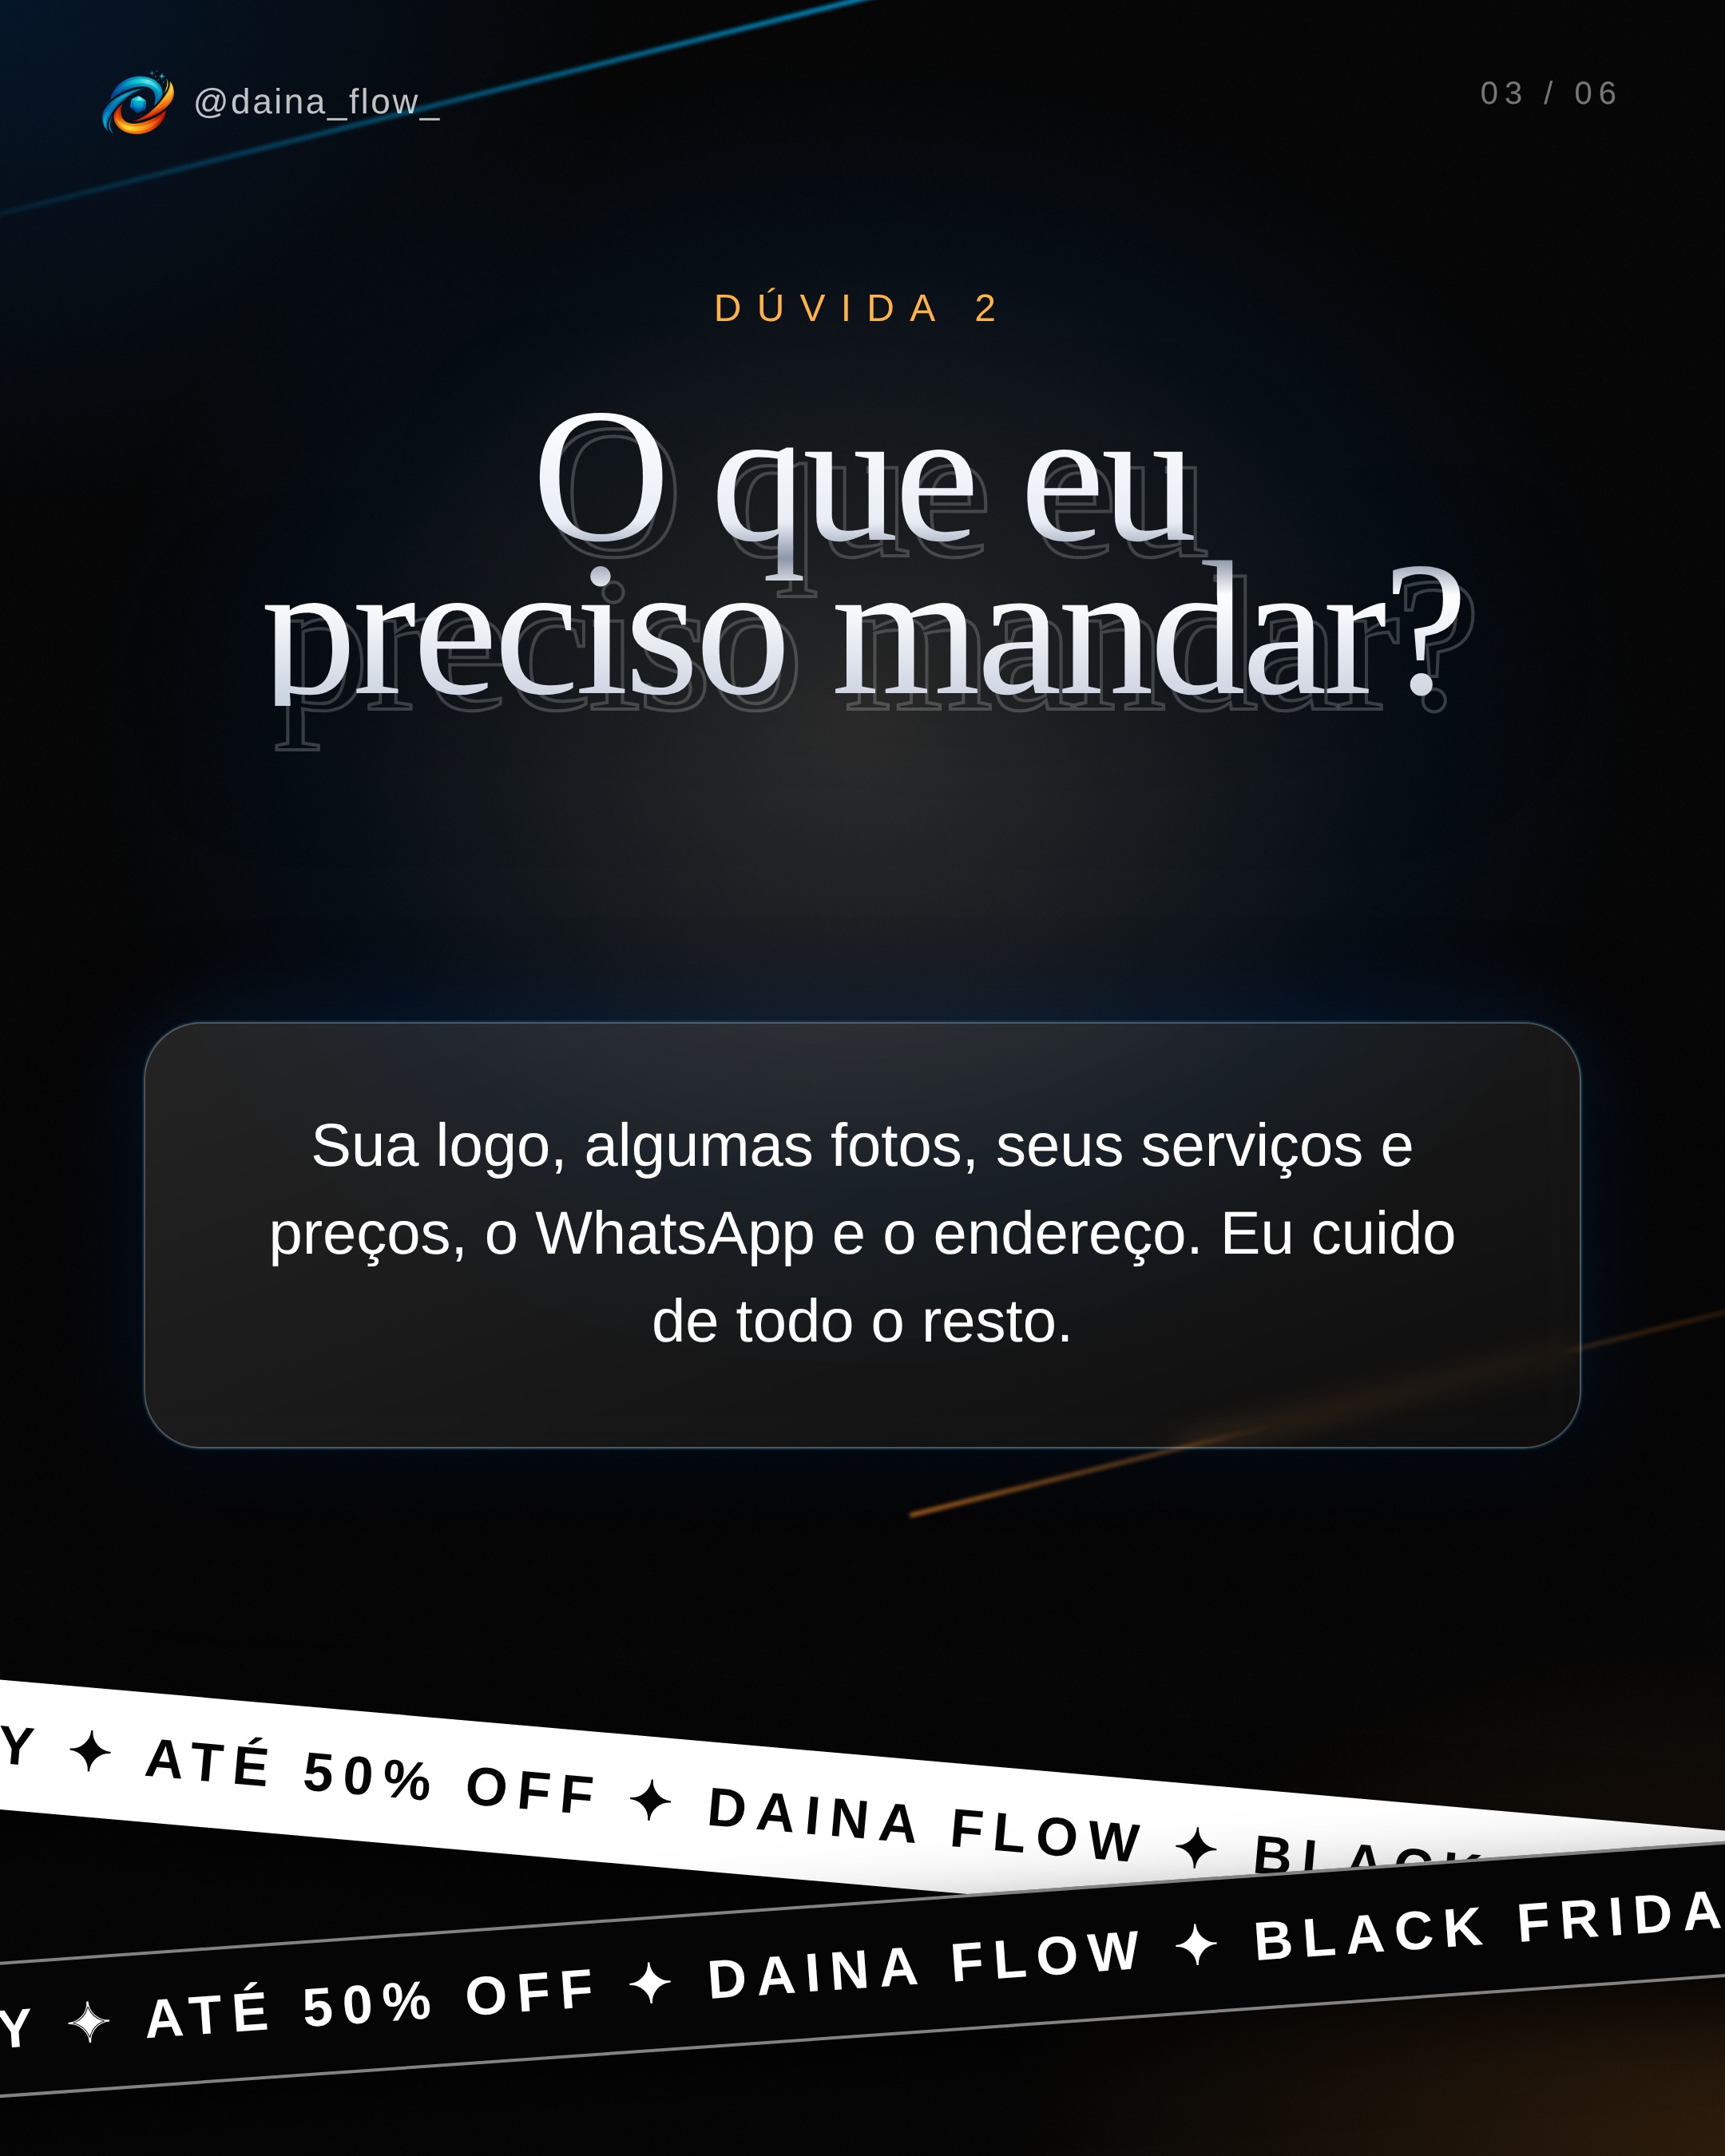 @daina_flow_
03 / 06
DÚVIDA 2
O que eu
preciso mandar?
Sua logo, algumas fotos, seus serviços e
preços, o WhatsApp e o endereço. Eu cuido
de todo o resto.
Y ✦ ATÉ 50% OFF ✦ DAINA FLOW ✦ BLACK
Y ✦ ATÉ 50% OFF ✦ DAINA FLOW ✦ BLACK FRIDA